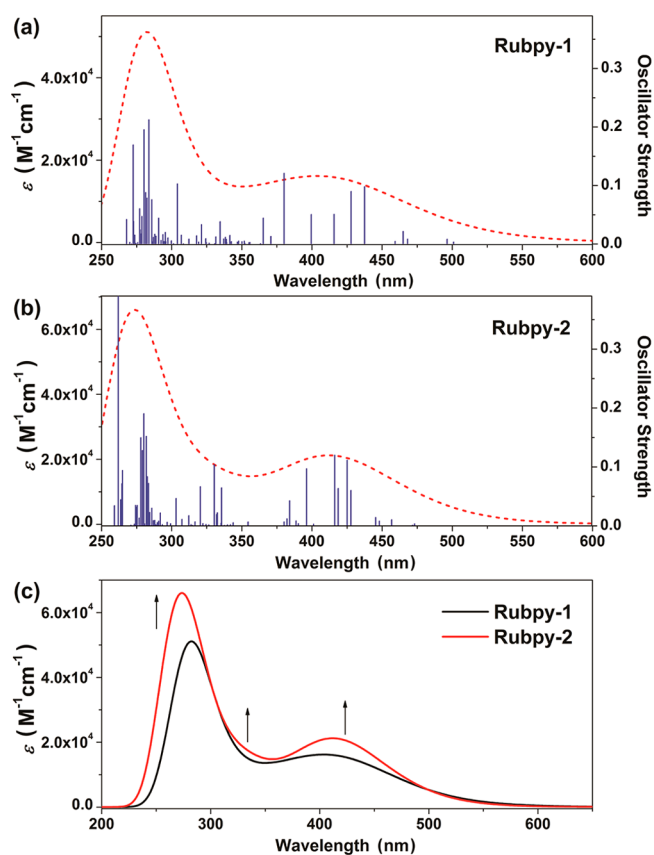 (a)
Rubpy-1
ε (M⁻¹cm⁻¹)
4.0x10⁴
2.0x10⁴
0.0
Oscillator Strength
0.3
0.2
0.1
0.0
250 300 350 400 450 500 550 600
Wavelength (nm)
(b)
Rubpy-2
ε (M⁻¹cm⁻¹)
6.0x10⁴
4.0x10⁴
2.0x10⁴
0.0
Oscillator Strength
0.3
0.2
0.1
0.0
250 300 350 400 450 500 550 600
Wavelength (nm)
(c)
Rubpy-1
Rubpy-2
ε (M⁻¹cm⁻¹)
6.0x10⁴
4.0x10⁴
2.0x10⁴
0.0
200 300 400 500 600
Wavelength (nm)